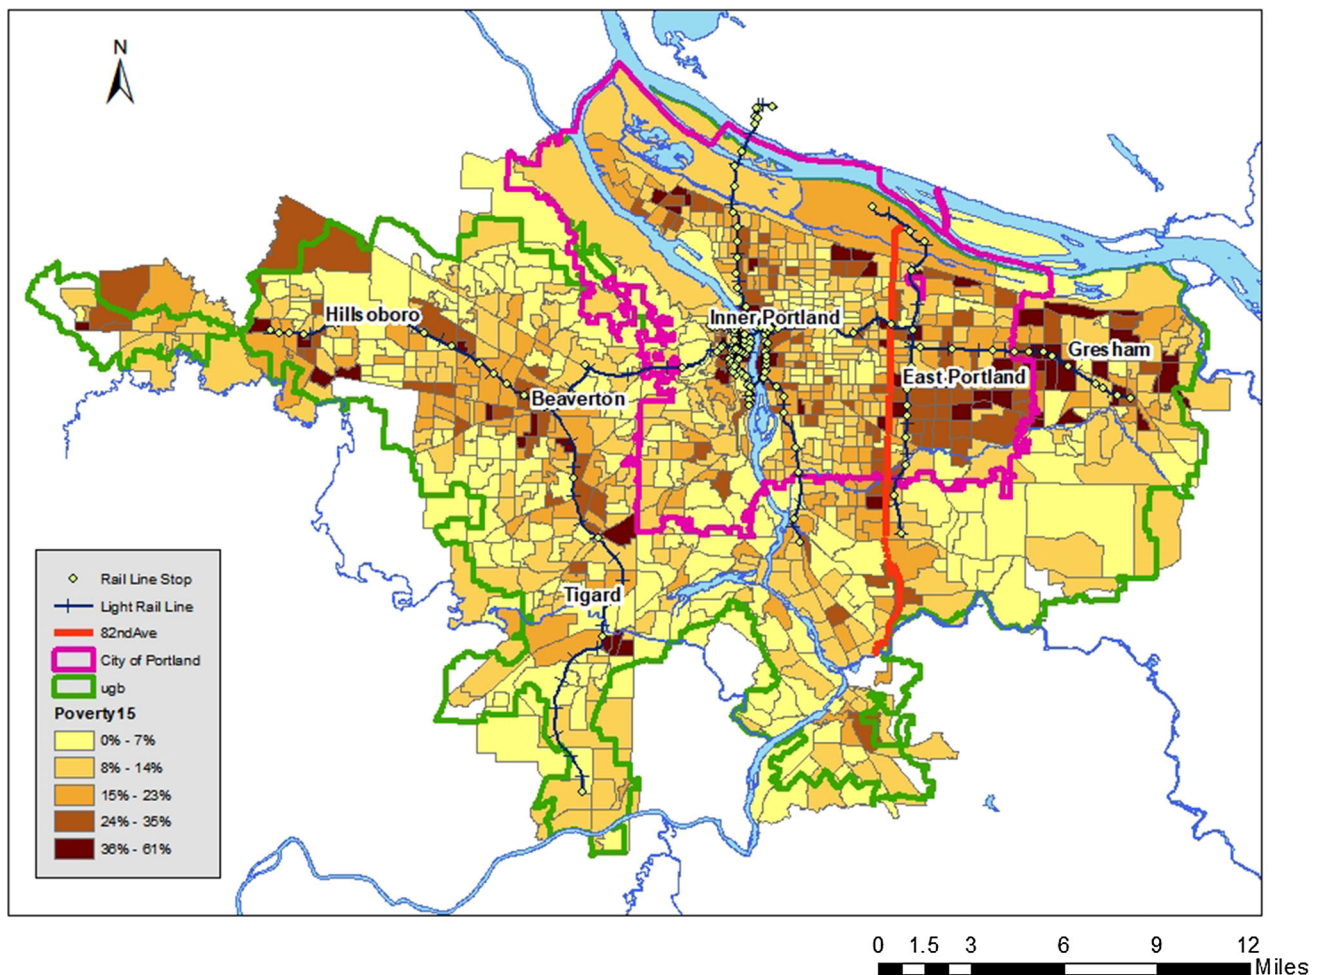 N
Hillsoboro
Inner Portland
Gresham
East Portland
Beaverton
Tigard
Rail Line Stop
Light Rail Line
82ndAve
City of Portland
ugb
Poverty15
0% - 7%
8% - 14%
15% - 23%
24% - 35%
36% - 61%
0 1.5 3 6 9 12
Miles